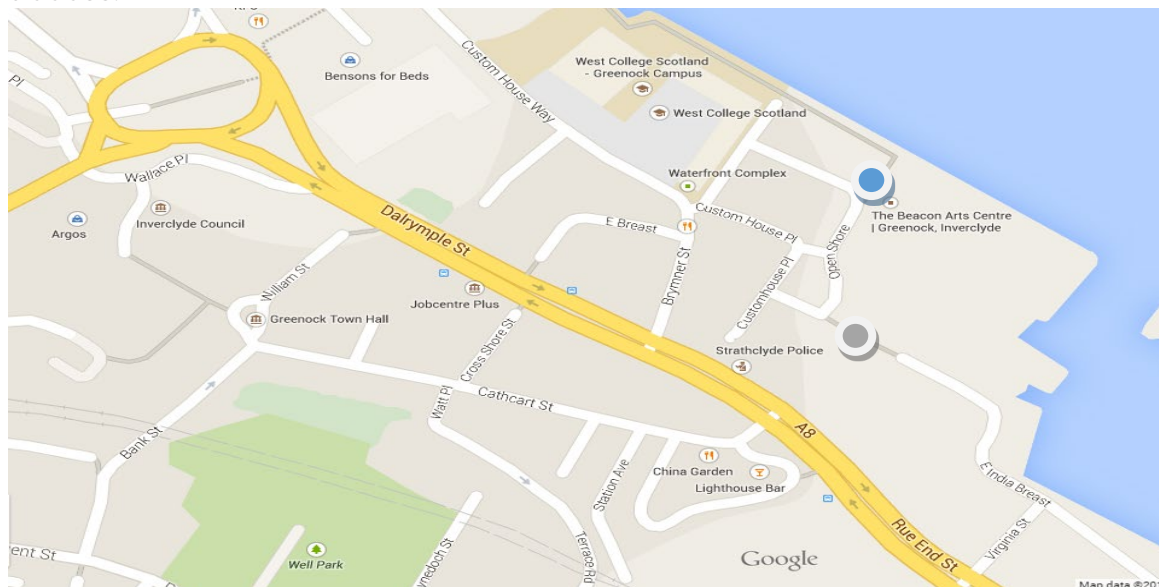 Bensons for Beds
Custom House Way
West College Scotland
- Greenock Campus
West College Scotland
Pl
Wallace Pl
Waterfront Complex
Argos
Inverclyde Council
Dalrymple St
E Breast
Custom House Pl
The Beacon Arts Centre
| Greenock, Inverclyde
Open Shore
William St
Brymner St
Customhouse Pl
Jobcentre Plus
Greenock Town Hall
Cross Shore St
Strathclyde Police
Watt Pl
Cathcart St
A8
Bank St
China Garden
Lighthouse Bar
Station Ave
E India Breast
Rue End St
Virginia St
Terrace Rd
ent St
Well Park
Google
Map data ©20